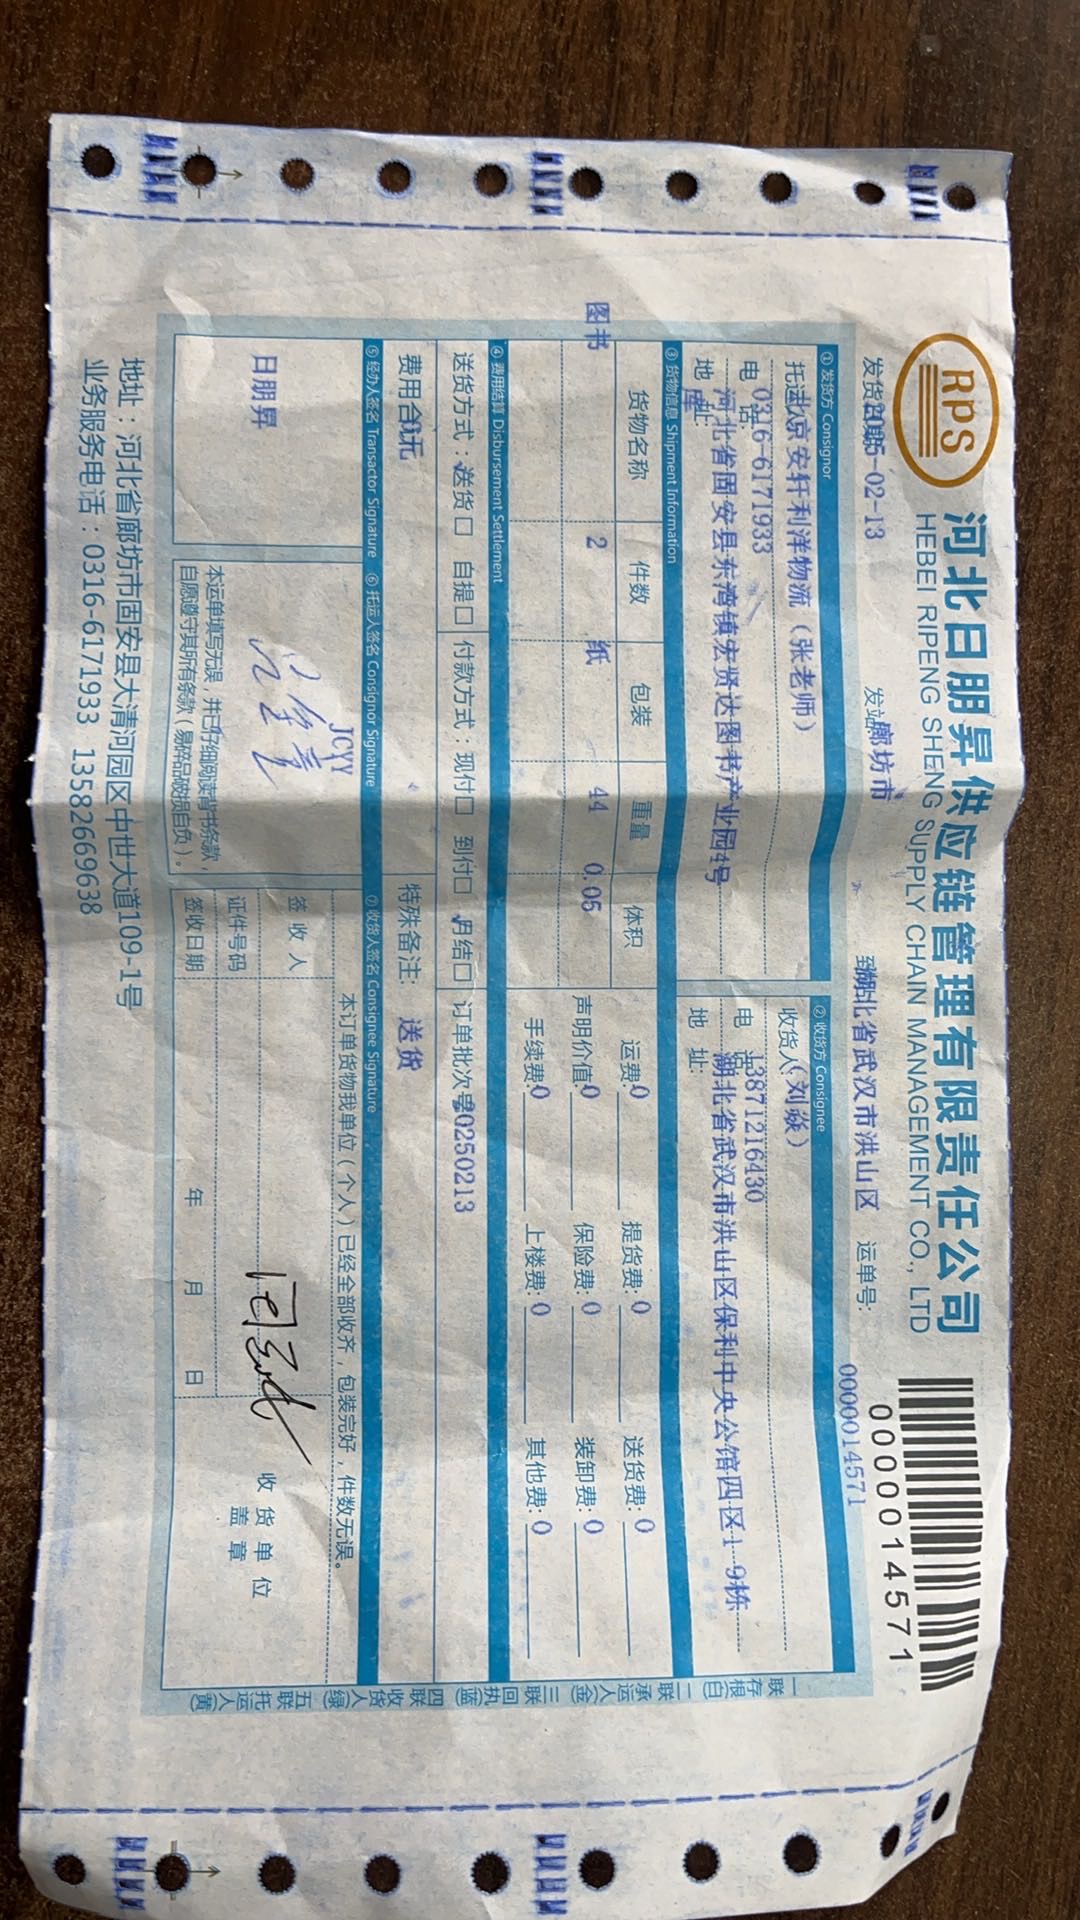 RPS
河北日朋昇供应链管理有限责任公司
HEBEI RIPENG SHENG SUPPLY CHAIN MANAGEMENT CO., LTD
0000014571
发货日期:2025-02-13 发站:廊坊市 到站:湖北省武汉市洪山区 运单号: 0000014571
① 发货方 Consignor ② 收货方 Consignee
托运人:北京安轩利洋物流（张老师） 收货人:（刘焱）
电话:0316-6171933 电话:13871216430
地址:河北省固安县东湾镇宏贤达图书产业园4号库 地址:湖北省武汉市洪山区保利中央公馆四区1-9栋
③ 货物信息 Shipment Information
货物名称 件数 包装 重量 体积 运费:0 提货费:0 送货费:0
图书 2 纸 44 0.05 声明价值:0 保险费:0 装卸费:0
手续费:0 上楼费:0 其他费:0
④ 费用结算 Disbursement Settlement
送货方式：送货□ 自提□ 付款方式：现付□ 到付□ 月结□ 订单批次号:20250213
费用合计:0元 特殊备注: 送货
⑤ 经办人签名 Transactor Signature ⑥ 托运人签名 Consignor Signature ⑦ 收货人签名 Consignee Signature
日朋昇
JCYY
本运单填写无误，并已仔细阅读背书条款，
自愿遵守其所有条款(易碎品破损自负)。
本订单货物我单位(个人)已经全部收齐，包装完好，件数无误。
签收人
证件号码
签收日期 年 月 日
收货单位
盖章
一联存根(白) 二联承运人(金) 三联回执(蓝) 四联收货人(绿) 五联托运人(黄)
地址：河北省廊坊市固安县大清河园区中世大道109-1号
业务服务电话：0316-6171933 13582669638